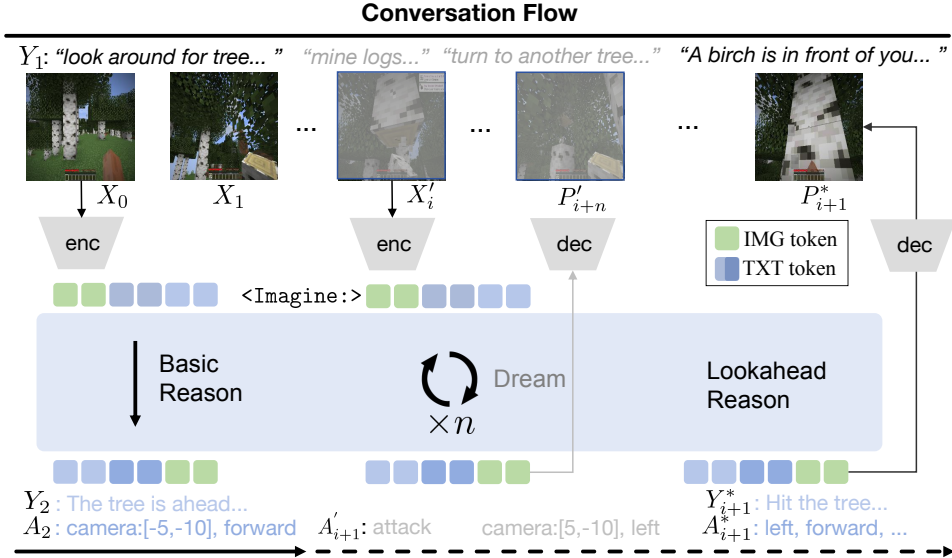 Conversation Flow
Y₁: “look around for tree...” “mine logs...” “turn to another tree...” “A birch is in front of you...”
... ... ...
X₀ X₁ X′ᵢ P′ᵢ₊ₙ P*ᵢ₊₁
enc enc dec dec
IMG token
TXT token
<Imagine:>
Basic
Reason
Dream
×n
Lookahead
Reason
Y₂: The tree is ahead... Y*ᵢ₊₁: Hit the tree...
A₂: camera:[-5,-10], forward A′ᵢ₊₁: attack camera:[5,-10], left A*ᵢ₊₁: left, forward, ...